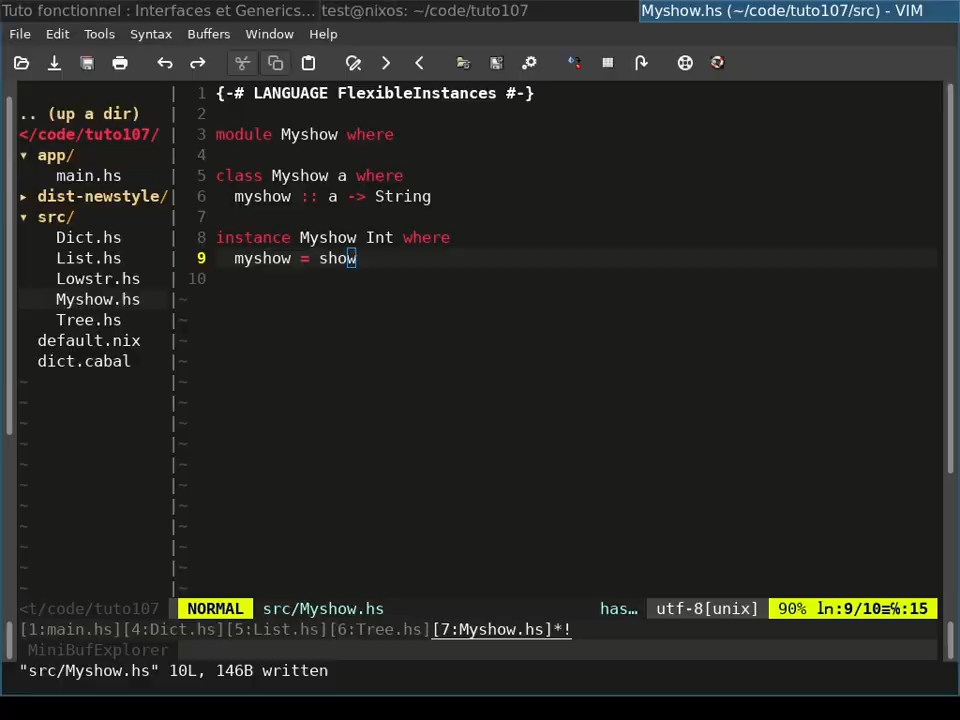 Tuto fonctionnel : Interfaces et Generics... test@nixos: ~/code/tuto107 Myshow.hs (~/code/tuto107/src) - VIM
File Edit Tools Syntax Buffers Window Help
1 {-# LANGUAGE FlexibleInstances #-}
.. (up a dir) 2
</code/tuto107/ 3 module Myshow where
▾ app/ 4
main.hs 5 class Myshow a where
▸ dist-newstyle/ 6 myshow :: a -> String
▾ src/ 7
Dict.hs 8 instance Myshow Int where
List.hs 9 myshow = show
Lowstr.hs 10
Myshow.hs ~
Tree.hs ~
default.nix ~
dict.cabal ~
~ ~
~ ~
~ ~
~ ~
~ ~
~ ~
~ ~
~ ~
~ ~
~ ~
~ ~
<t/code/tuto107 NORMAL src/Myshow.hs has… utf-8[unix] 90% ln:9/10≡℅:15
[1:main.hs][4:Dict.hs][5:List.hs][6:Tree.hs][7:Myshow.hs]*!
MiniBufExplorer
"src/Myshow.hs" 10L, 146B written